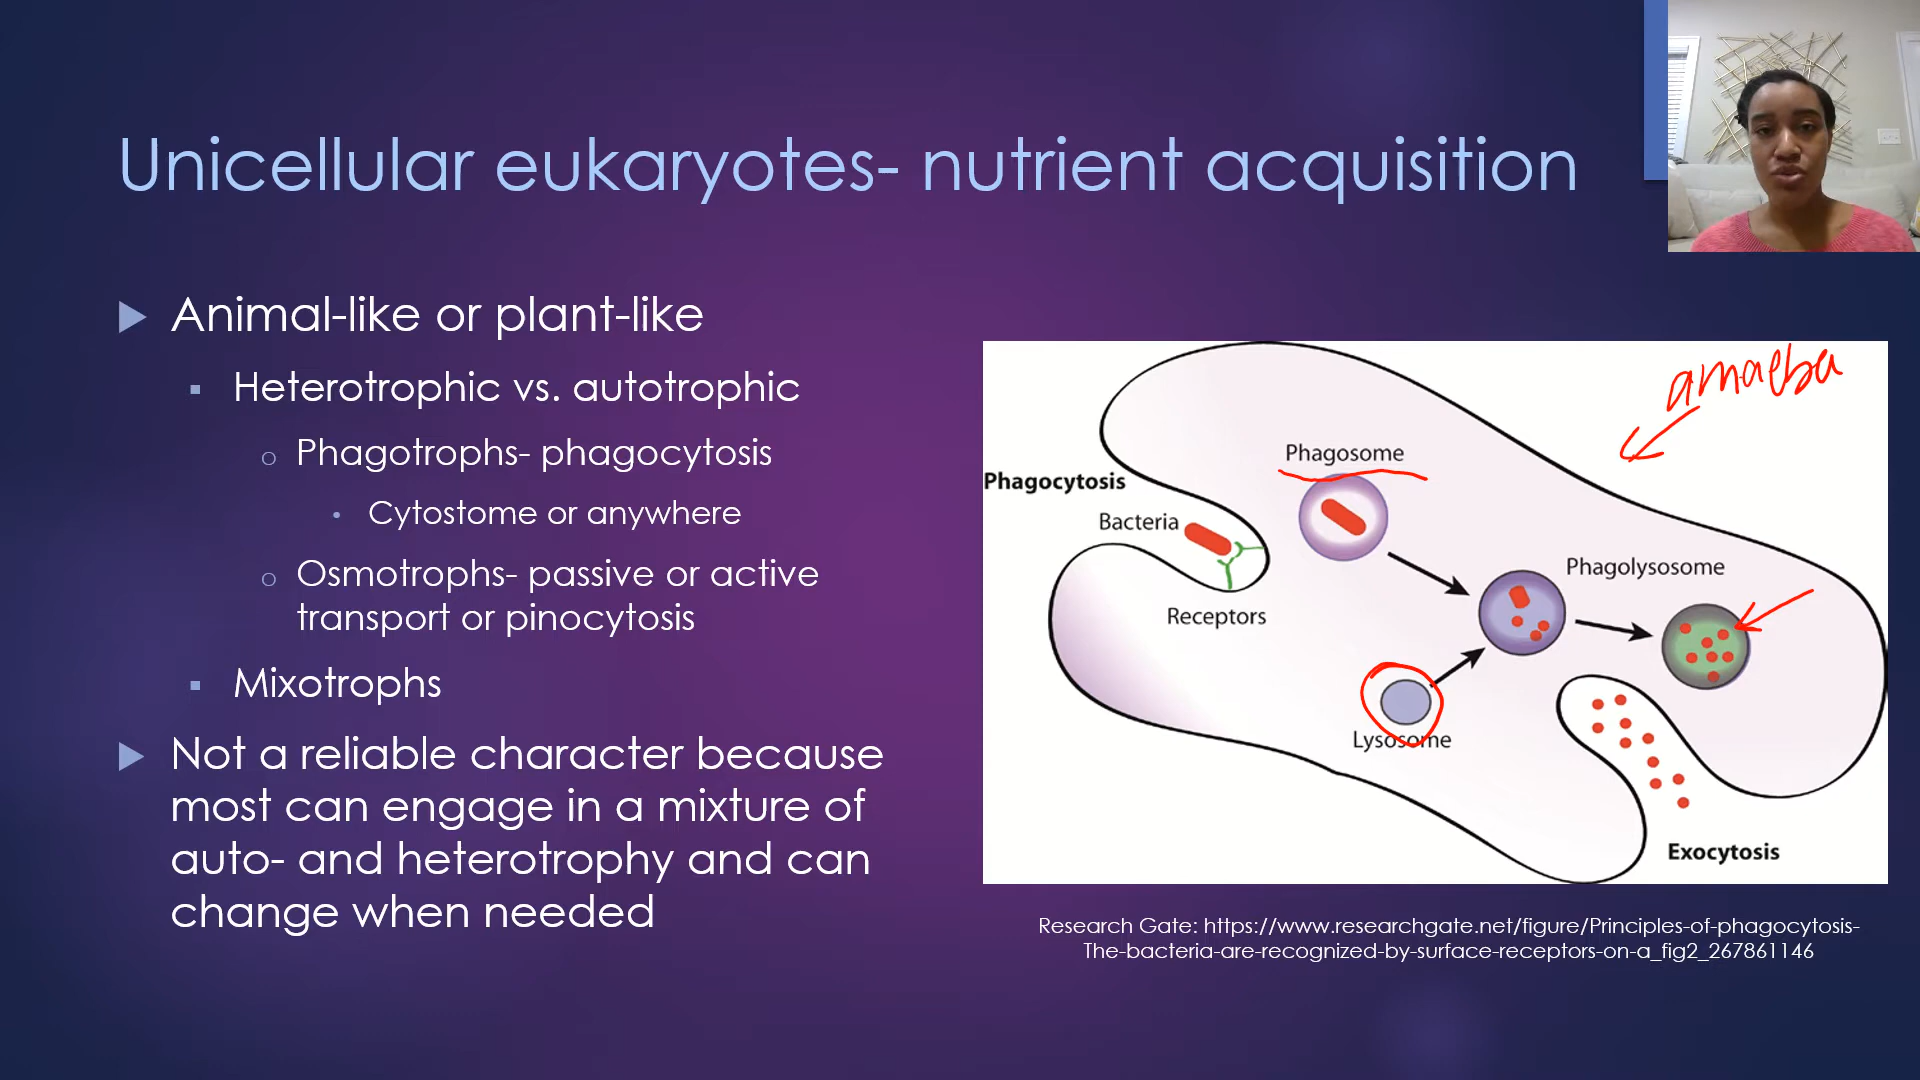 Unicellular eukaryotes- nutrient acquisition
Animal-like or plant-like
Heterotrophic vs. autotrophic
Phagotrophs- phagocytosis
Cytostome or anywhere
Osmotrophs- passive or active
transport or pinocytosis
Mixotrophs
Not a reliable character because
most can engage in a mixture of
auto- and heterotrophy and can
change when needed
amaeba
Phagosome
Phagocytosis
Bacteria
Phagolysosome
Receptors
Lysosome
Exocytosis
Research Gate: https://www.researchgate.net/figure/Principles-of-phagocytosis-
The-bacteria-are-recognized-by-surface-receptors-on-a_fig2_267861146